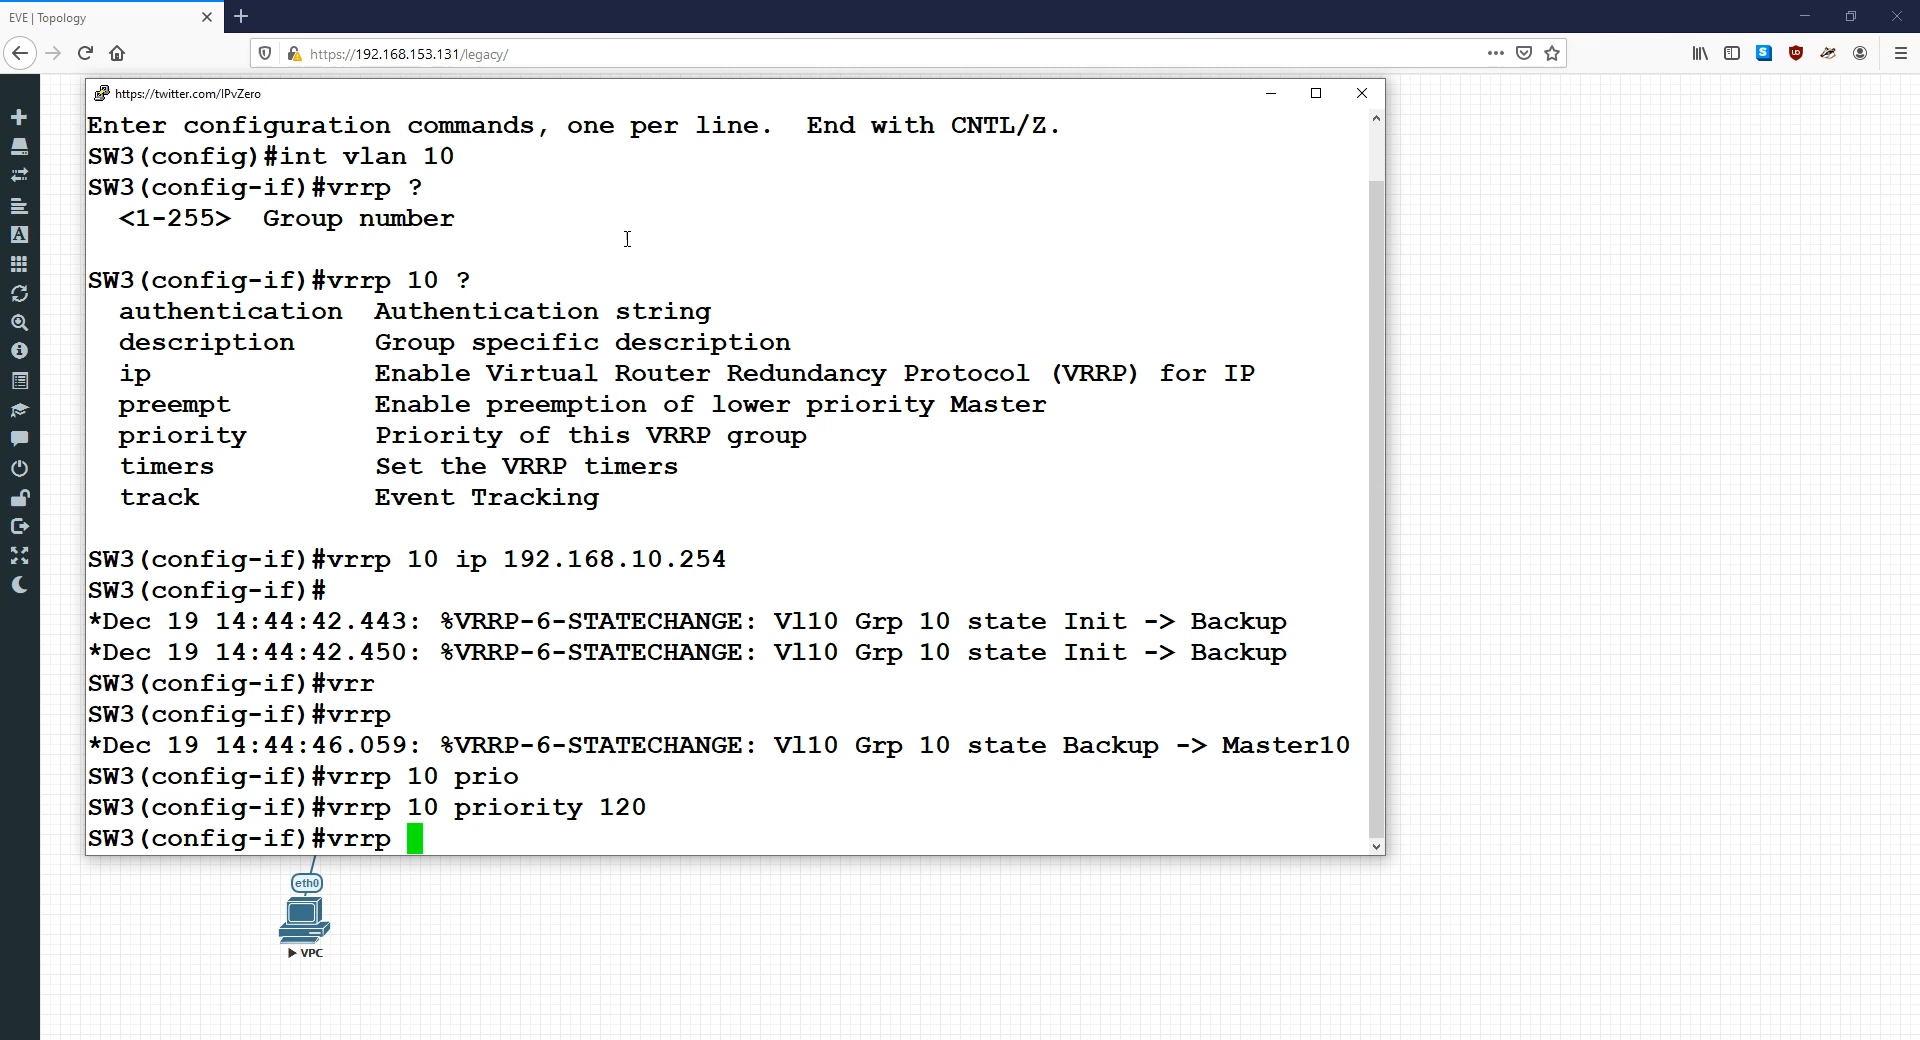 EVE | Topology
https://192.168.153.131/legacy/
https://twitter.com/IPvZero
Enter configuration commands, one per line.  End with CNTL/Z.
SW3(config)#int vlan 10
SW3(config-if)#vrrp ?
  <1-255>  Group number
SW3(config-if)#vrrp 10 ?
  authentication  Authentication string
  description     Group specific description
  ip              Enable Virtual Router Redundancy Protocol (VRRP) for IP
  preempt         Enable preemption of lower priority Master
  priority        Priority of this VRRP group
  timers          Set the VRRP timers
  track           Event Tracking
SW3(config-if)#vrrp 10 ip 192.168.10.254
SW3(config-if)#
*Dec 19 14:44:42.443: %VRRP-6-STATECHANGE: Vl10 Grp 10 state Init -> Backup
*Dec 19 14:44:42.450: %VRRP-6-STATECHANGE: Vl10 Grp 10 state Init -> Backup
SW3(config-if)#vrr
SW3(config-if)#vrrp
*Dec 19 14:44:46.059: %VRRP-6-STATECHANGE: Vl10 Grp 10 state Backup -> Master10
SW3(config-if)#vrrp 10 prio
SW3(config-if)#vrrp 10 priority 120
SW3(config-if)#vrrp
eth0
VPC